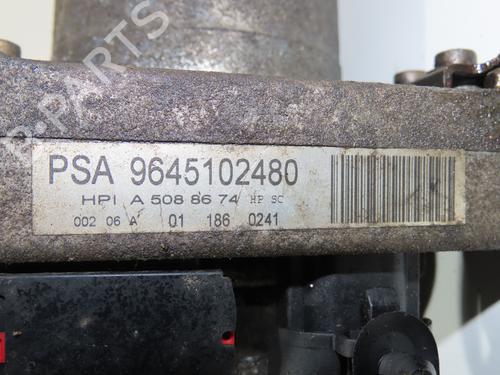 B-PARTS
PSA 9645102480
HPI A 508 86 74 HP SC
002 06 A 01 186 0241